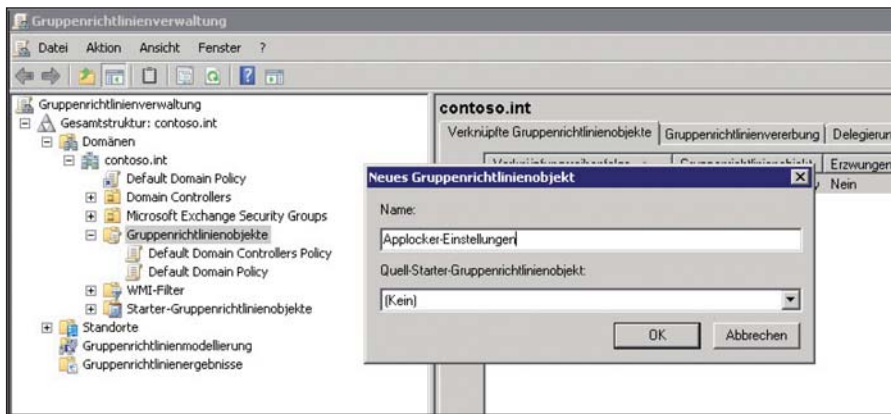 Gruppenrichtlinienverwaltung
Datei Aktion Ansicht Fenster ?
Gruppenrichtlinienverwaltung
Gesamtstruktur: contoso.int
Domänen
contoso.int
Default Domain Policy
Domain Controllers
Microsoft Exchange Security Groups
Gruppenrichtlinienobjekte
Default Domain Controllers Policy
Default Domain Policy
WMI-Filter
Starter-Gruppenrichtlinienobjekte
Standorte
Gruppenrichtlinienmodellierung
Gruppenrichtlinienergebnisse
contoso.int
Verknüpfte Gruppenrichtlinienobjekte Gruppenrichtlinienvererbung
Erzwungen
Nein
Neues Gruppenrichtlinienobjekt
Name:
Applocker-Einstellungen
Quell-Starter-Gruppenrichtlinienobjekt:
(Kein)
OK Abbrechen